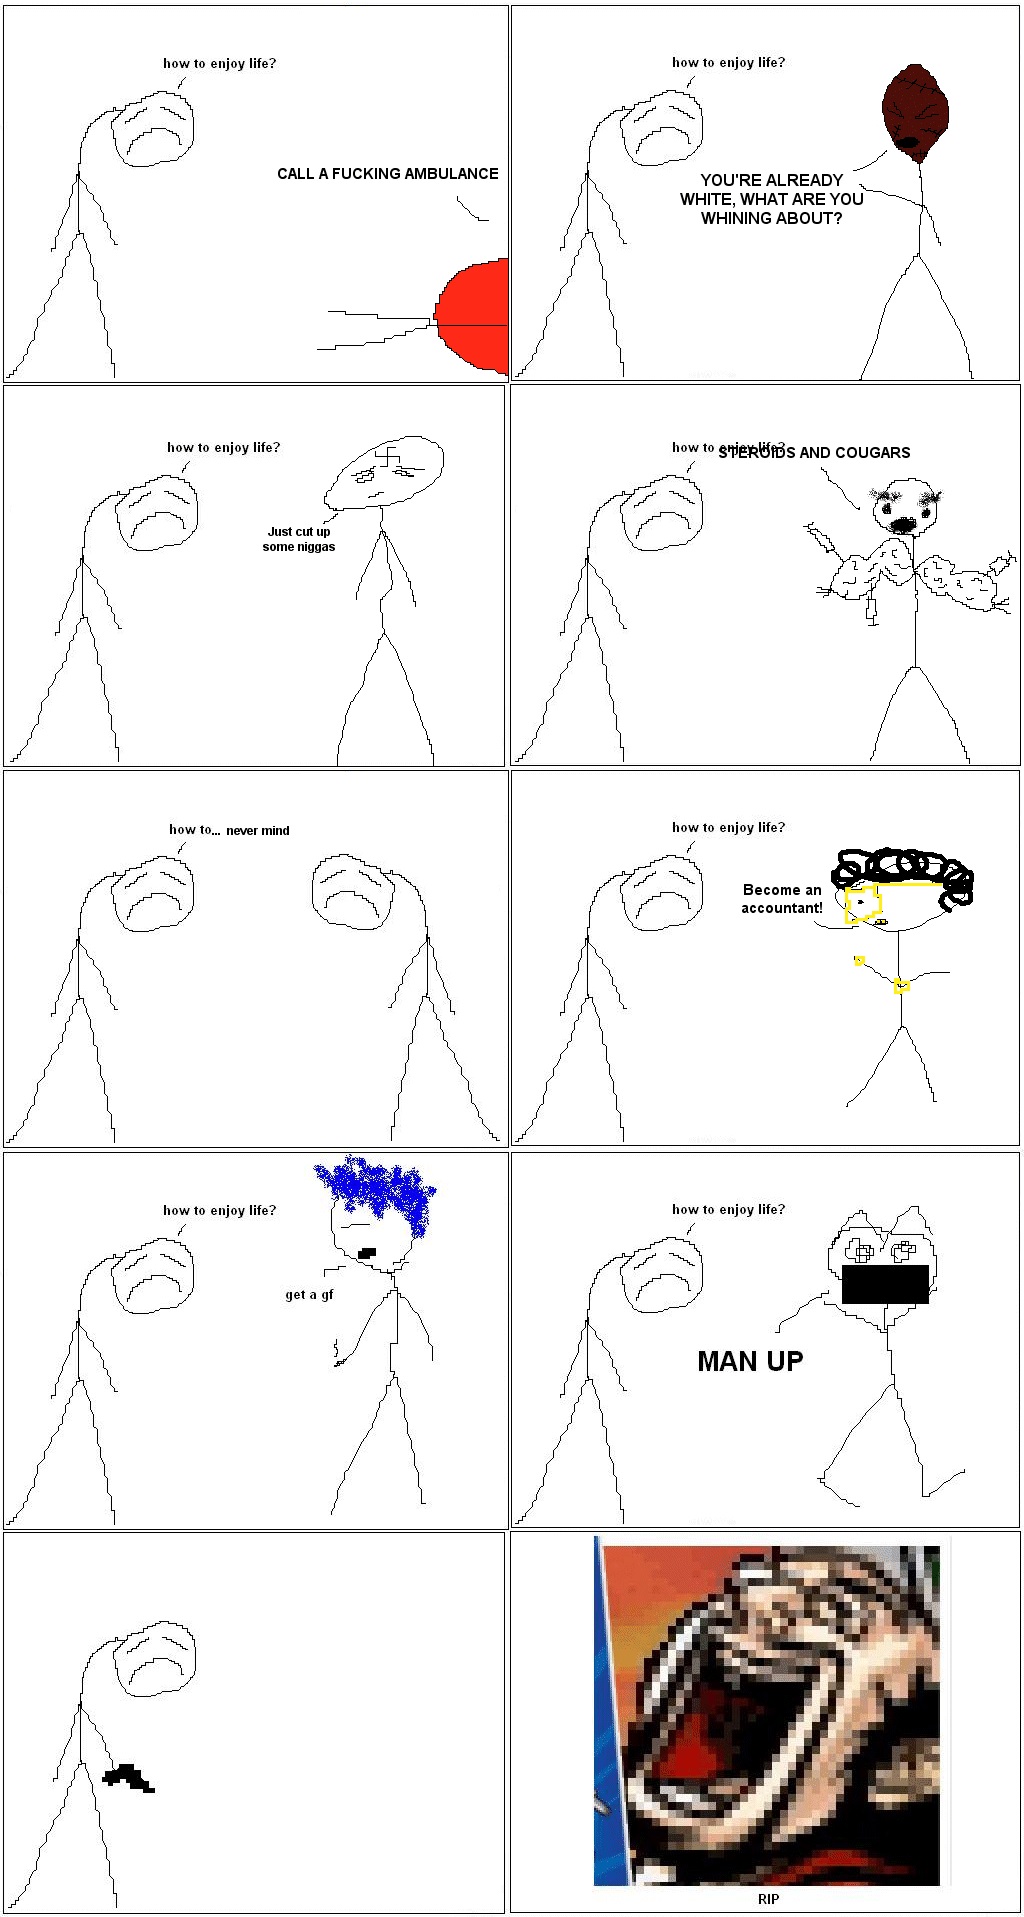 how to enjoy life?
CALL A FUCKING AMBULANCE
how to enjoy life?
YOU'RE ALREADY
WHITE, WHAT ARE YOU
WHINING ABOUT?
how to enjoy life?
Just cut up
some niggas
how to enjoy life?
STEROIDS AND COUGARS
how to... never mind
how to enjoy life?
Become an
accountant!
how to enjoy life?
get a gf
how to enjoy life?
MAN UP
RIP